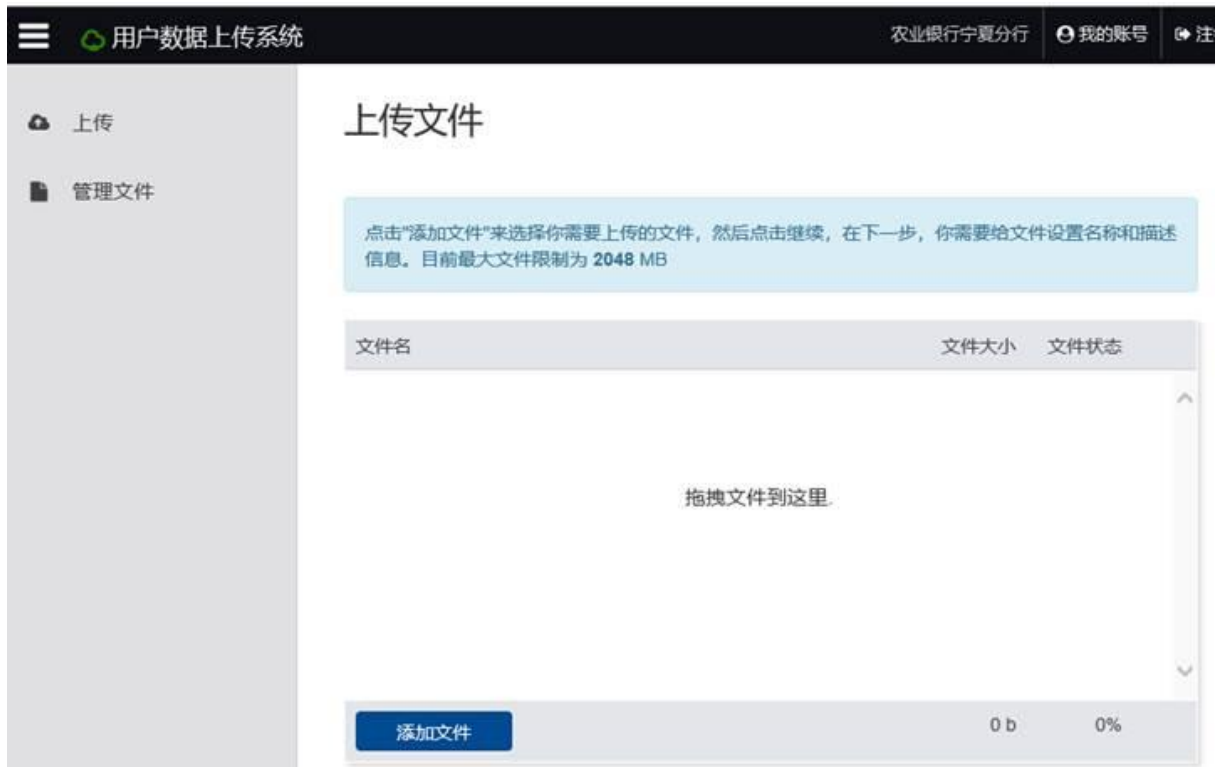 用户数据上传系统
农业银行宁夏分行
我的账号
注
上传
管理文件
上传文件
点击"添加文件"来选择你需要上传的文件，然后点击继续，在下一步，你需要给文件设置名称和描述
信息。目前最大文件限制为 2048 MB
文件名 文件大小 文件状态
拖拽文件到这里.
添加文件 0 b 0%